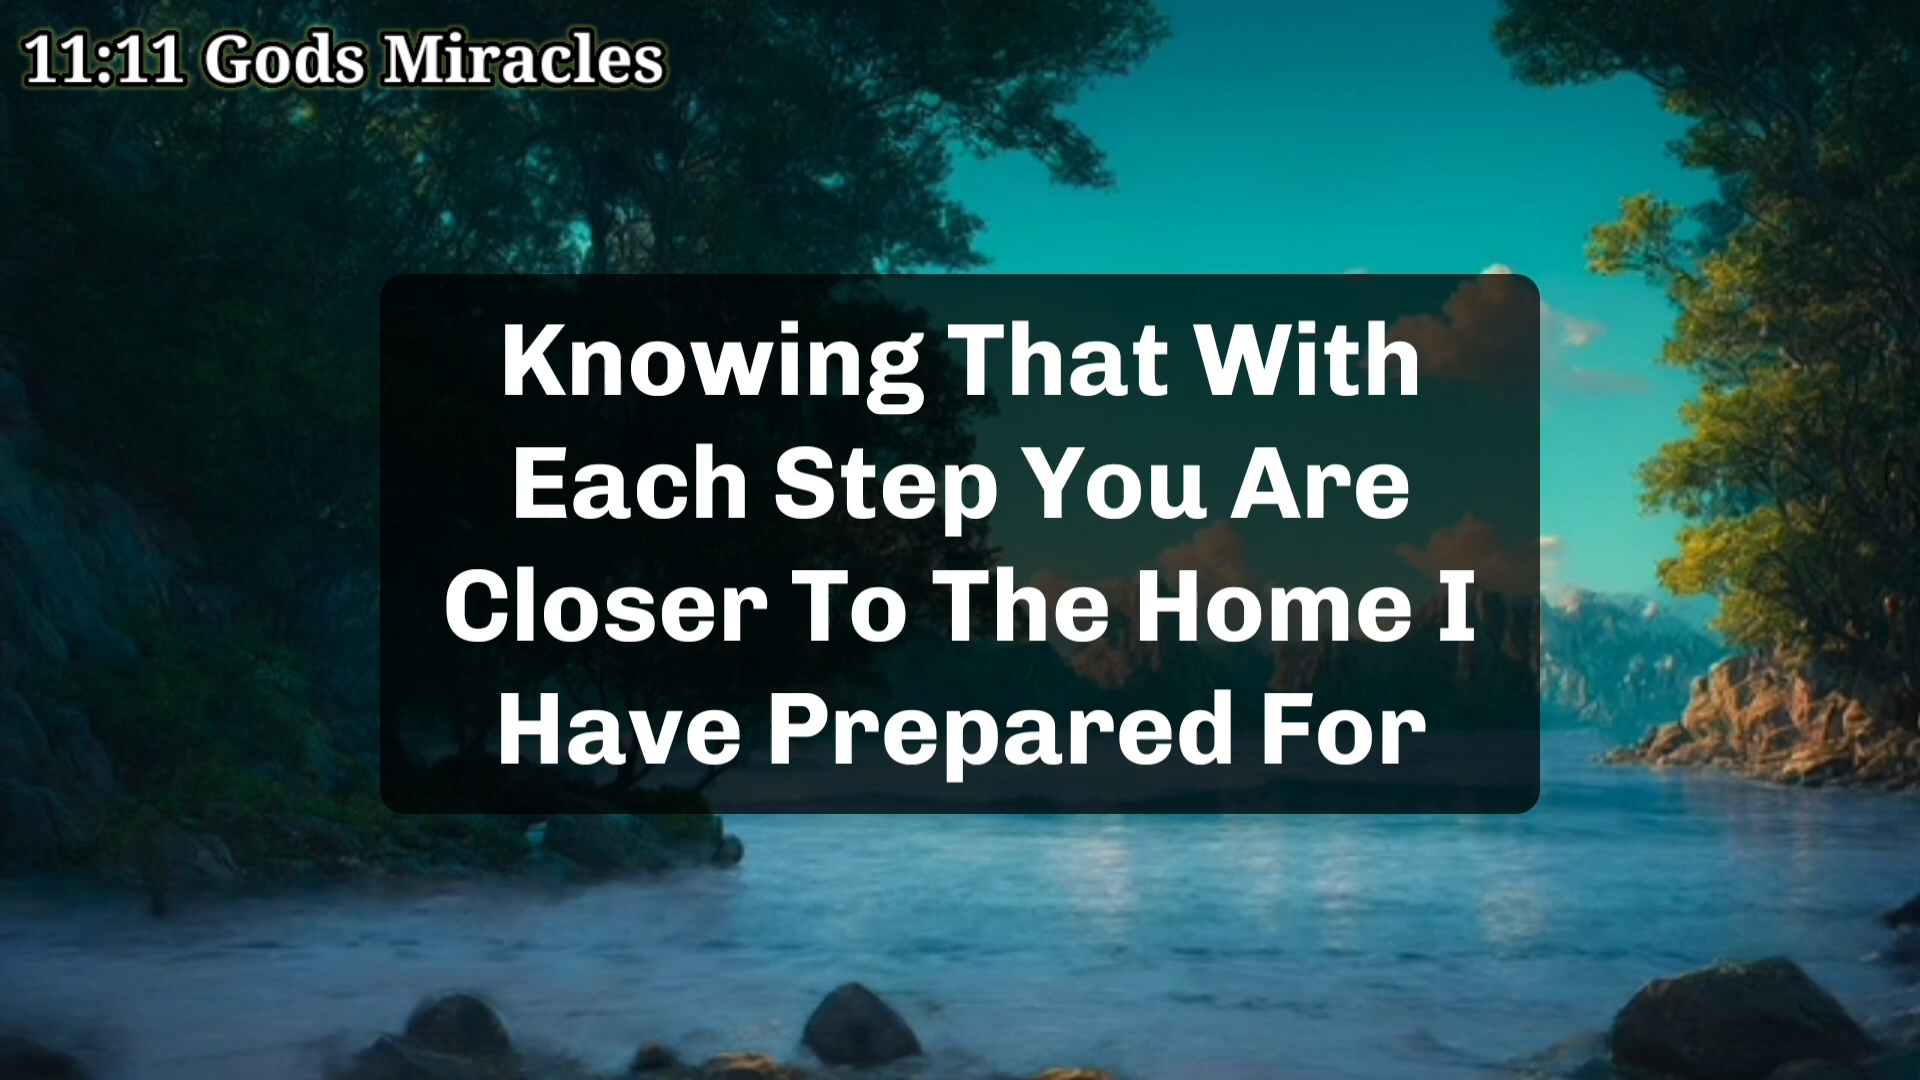 11:11 Gods Miracles
Knowing That With
Each Step You Are
Closer To The Home I
Have Prepared For